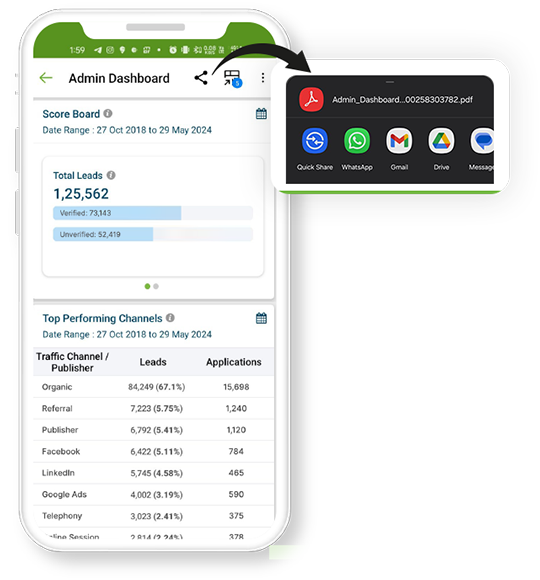 1:59
Admin Dashboard
5
Score Board
Date Range : 27 Oct 2018 to 29 May 2024
Total Leads
1,25,562
Verified: 73,143
Unverified: 52,419
Top Performing Channels
Date Range : 27 Oct 2018 to 29 May 2024
Traffic Channel / Publisher Leads Applications
Organic 84,249 (67.1%) 15,698
Referral 7,223 (5.75%) 1,240
Publisher 6,792 (5.41%) 1,120
Facebook 6,422 (5.11%) 784
LinkedIn 5,745 (4.58%) 465
Google Ads 4,002 (3.19%) 590
Telephony 3,023 (2.41%) 375
Session 2,814 (2.24%) 378
Admin_Dashboard...00258303782.pdf
Quick Share WhatsApp Gmail Drive Message